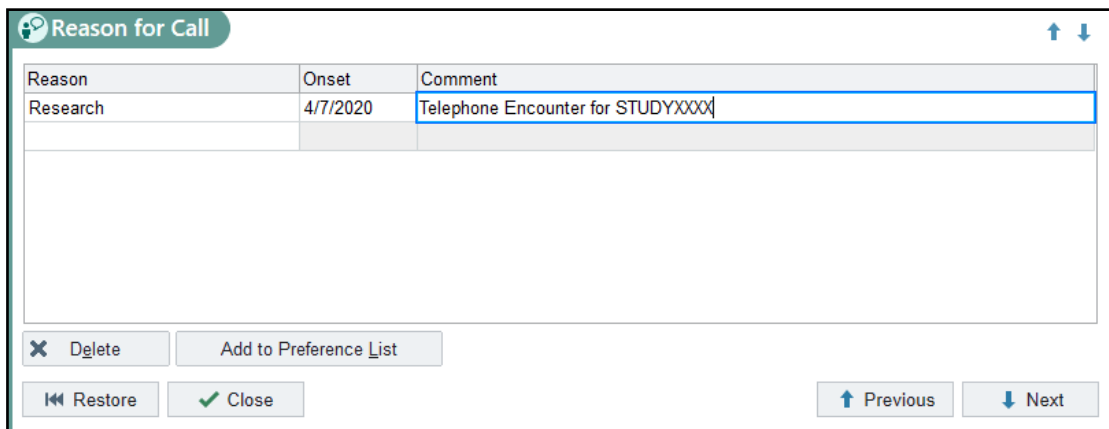 Reason for Call
Reason Onset Comment
Research 4/7/2020 Telephone Encounter for STUDYXXXX
Delete Add to Preference List
Restore Close Previous Next